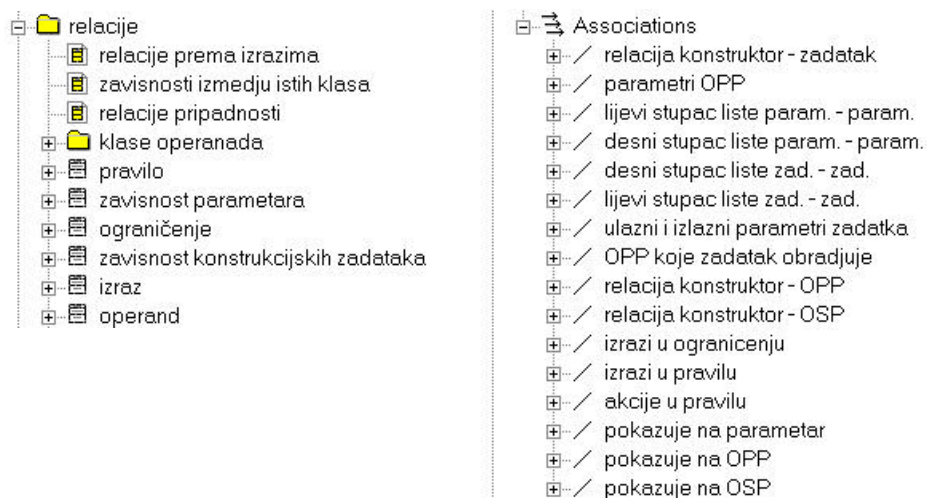 relacije
relacije prema izrazima
zavisnosti izmedju istih klasa
relacije pripadnosti
klase operanada
pravilo
zavisnost parametara
ograničenje
zavisnost konstrukcijskih zadataka
izraz
operand
Associations
relacija konstruktor - zadatak
parametri OPP
lijevi stupac liste param. - param.
desni stupac liste param. - param.
desni stupac liste zad. - zad.
lijevi stupac liste zad. - zad.
ulazni i izlazni parametri zadatka
OPP koje zadatak obradjuje
relacija konstruktor - OPP
relacija konstruktor - OSP
izrazi u ogranicenju
izrazi u pravilu
akcije u pravilu
pokazuje na parametar
pokazuje na OPP
pokazuje na OSP